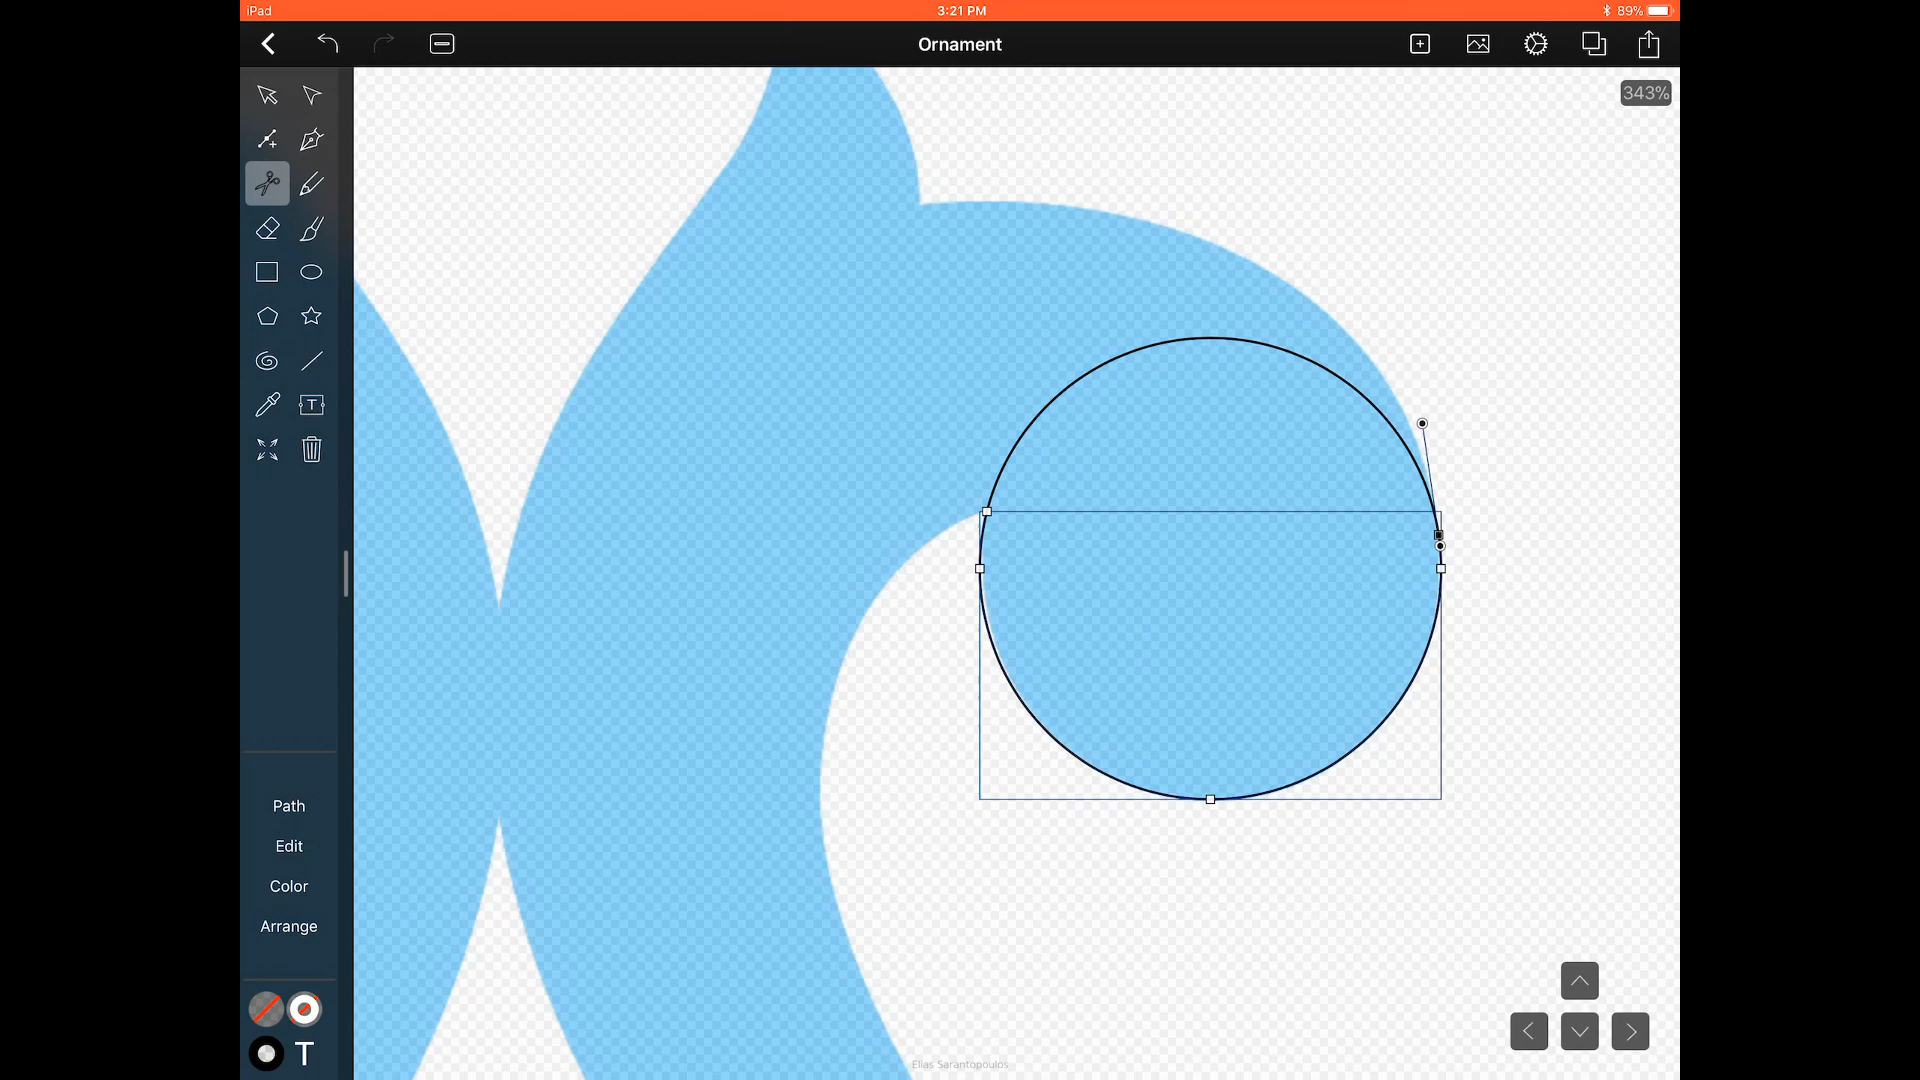 iPad
3:21 PM
89%
Ornament
343%
T
Path
Edit
Color
Arrange
T
Elias Sarantopoulos